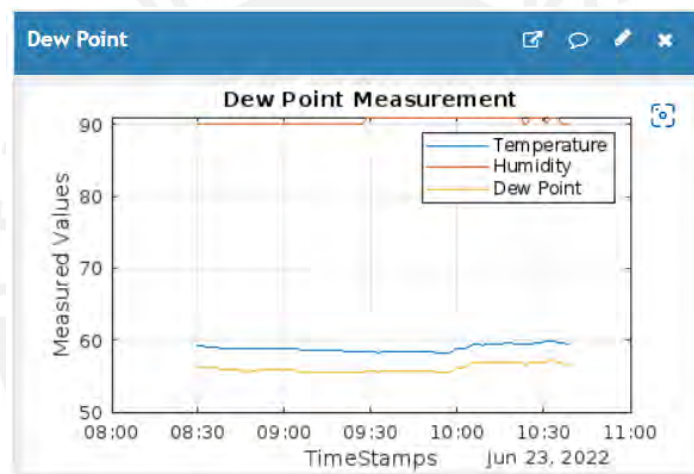 Dew Point
Dew Point Measurement
90
80
70
60
50
Measured Values
Temperature
Humidity
Dew Point
08:00 08:30 09:00 09:30 10:00 10:30 11:00
TimeStamps
Jun 23, 2022